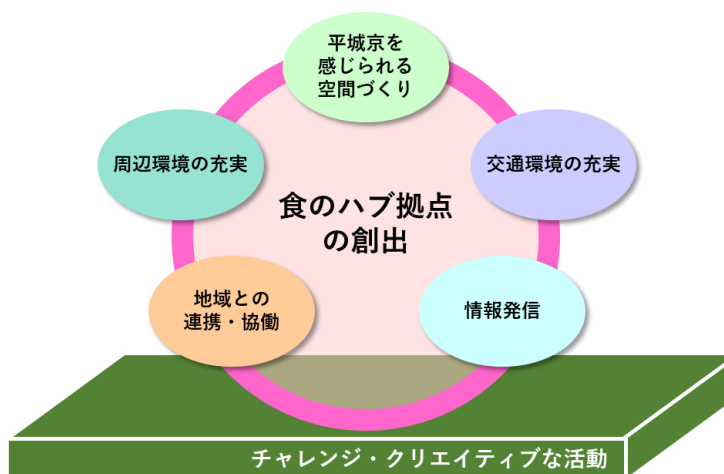 平城京を
感じられる
空間づくり
周辺環境の充実
交通環境の充実
食のハブ拠点
の創出
地域との
連携・協働
情報発信
チャレンジ・クリエイティブな活動